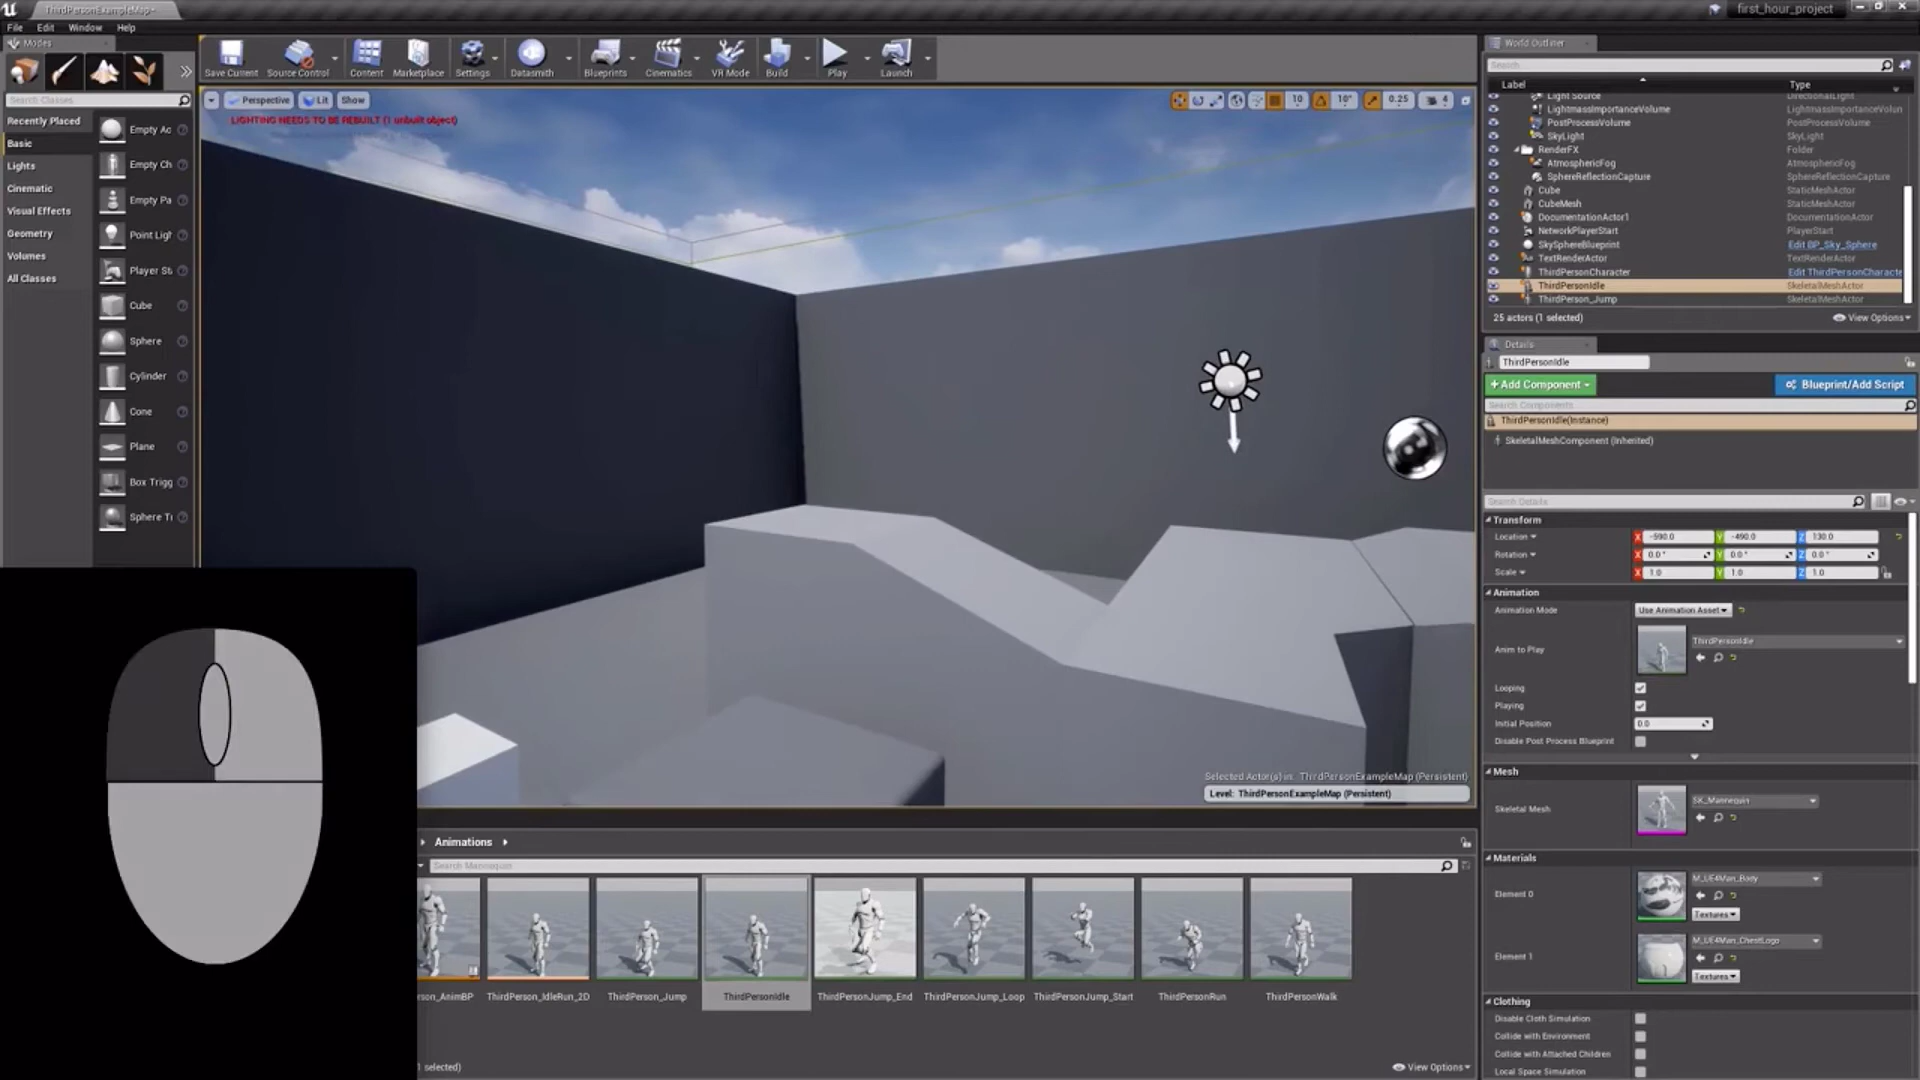 ThirdPersonExampleMap*
first_hour_project
File Edit Window Help
Modes
Save Current Source Control Content Marketplace Settings Datasmith Blueprints Cinematics VR Mode Build Play Launch
Search Classes
Recently Placed
Basic
Lights
Cinematic
Visual Effects
Geometry
Volumes
All Classes
Empty Ac
Empty Ch
Empty Pa
Point Ligh
Player Sta
Cube
Sphere
Cylinder
Cone
Plane
Box Trigg
Sphere Ti
Perspective Lit Show
10 10° 0.25 4
LIGHTING NEEDS TO BE REBUILT (1 unbuilt object)
Selected Actor(s) in: ThirdPersonExampleMap (Persistent)
Level: ThirdPersonExampleMap (Persistent)
World Outliner
Search
Label Type
Light Source DirectionalLight
LightmassImportanceVolume LightmassImportanceVolun
PostProcessVolume PostProcessVolume
SkyLight SkyLight
RenderFX Folder
AtmosphericFog AtmosphericFog
SphereReflectionCapture SphereReflectionCapture
Cube StaticMeshActor
CubeMesh StaticMeshActor
DocumentationActor1 DocumentationActor
NetworkPlayerStart PlayerStart
SkySphereBlueprint Edit BP_Sky_Sphere
TextRenderActor TextRenderActor
ThirdPersonCharacter Edit ThirdPersonCharacte
ThirdPersonIdle SkeletalMeshActor
ThirdPerson_Jump SkeletalMeshActor
25 actors (1 selected) View Options
Details
ThirdPersonIdle
+Add Component Blueprint/Add Script
Search Components
ThirdPersonIdle(Instance)
SkeletalMeshComponent (Inherited)
Search Details
Transform
Location X -590.0 Y -490.0 Z 130.0
Rotation X 0.0° Y 0.0° Z 0.0°
Scale X 1.0 Y 1.0 Z 1.0
Animation
Animation Mode Use Animation Asset
Anim to Play ThirdPersonIdle
Looping
Playing
Initial Position 0.0
Disable Post Process Blueprint
Mesh
Skeletal Mesh SK_Mannequin
Materials
Element 0 M_UE4Man_Body
Textures
Element 1 M_UE4Man_ChestLogo
Textures
Clothing
Disable Cloth Simulation
Collide with Environment
Collide with Attached Children
Local Space Simulation
Animations
Search Mannequin
rson_AnimBP ThirdPerson_IdleRun_2D ThirdPerson_Jump ThirdPersonIdle ThirdPersonJump_End ThirdPersonJump_Loop ThirdPersonJump_Start ThirdPersonRun ThirdPersonWalk
1 selected) View Options